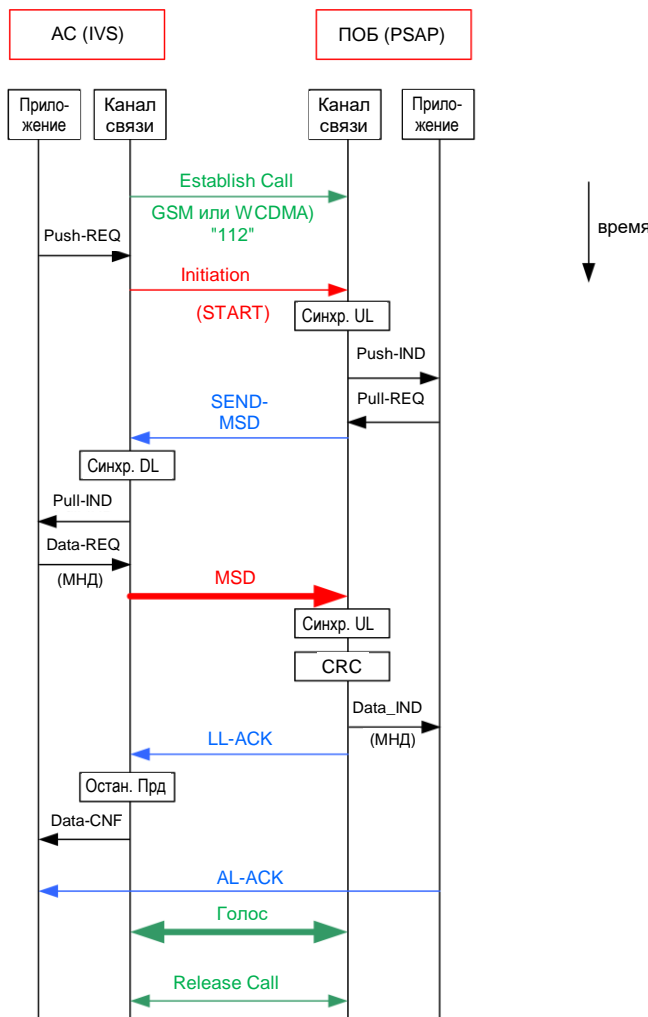 АС (IVS)
ПОБ (PSAP)
Прило-
жение
Канал
связи
Канал
связи
Прило-
жение
Establish Call
GSM или WCDMA)
"112"
время
Push-REQ
Initiation
(START)
Синхр. UL
Push-IND
Pull-REQ
SEND-
MSD
Синхр. DL
Pull-IND
Data-REQ
(МНД)
MSD
Синхр. UL
CRC
Data_IND
(МНД)
LL-ACK
Остан. Прд
Data-CNF
AL-ACK
Голос
Release Call